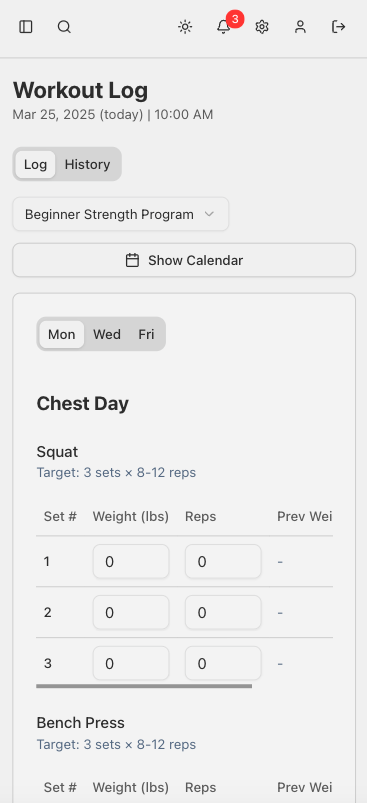 3
Workout Log
Mar 25, 2025 (today) | 10:00 AM
Log History
Beginner Strength Program
Show Calendar
Mon Wed Fri
Chest Day
Squat
Target: 3 sets × 8-12 reps
Set # Weight (lbs) Reps Prev Wei
1 0 0 -
2 0 0 -
3 0 0 -
Bench Press
Target: 3 sets × 8-12 reps
Set # Weight (lbs) Reps Prev Wei